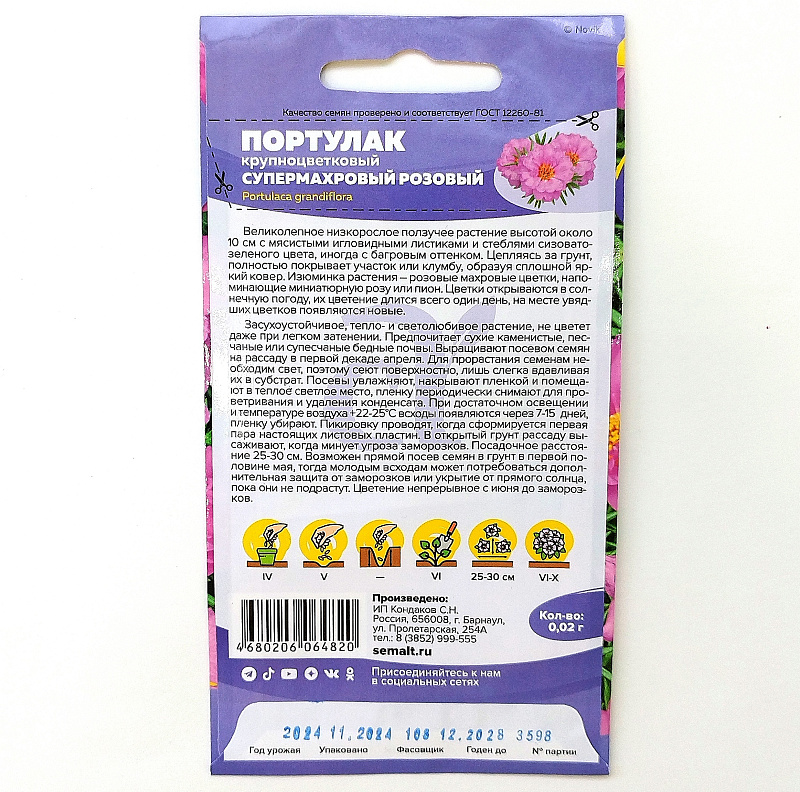 © Novik
Качество семян проверено и соответствует ГОСТ 12260-81
ПОРТУЛАК
крупноцветковый
СУПЕРМАХРОВЫЙ РОЗОВЫЙ
Portulaca grandiflora
Великолепное низкорослое ползучее растение высотой около
10 см с мясистыми игловидными листиками и стеблями сизовато-
зеленого цвета, иногда с багровым оттенком. Цепляясь за грунт,
полностью покрывает участок или клумбу, образуя сплошной яр-
кий ковер. Изюминка растения – розовые махровые цветки, напо-
минающие миниатюрную розу или пион. Цветки открываются в сол-
нечную погоду, их цветение длится всего один день, на месте увяд-
ших цветков появляются новые.
Засухоустойчивое, тепло- и светолюбивое растение, не цветет
даже при легком затенении. Предпочитает сухие каменистые, пес-
чаные или супесчаные бедные почвы. Выращивают посевом семян
на рассаду в первой декаде апреля. Для прорастания семенам не-
обходим свет, поэтому сеют поверхностно, лишь слегка вдавливая
их в субстрат. Посевы увлажняют, накрывают пленкой и помеща-
ют в теплое светлое место, пленку периодически снимают для про-
ветривания и удаления конденсата. При достаточном освещении
и температуре воздуха +22-25°С всходы появляются через 7-15 дней,
пленку убирают. Пикировку проводят, когда сформируется первая
пара настоящих листовых пластин. В открытый грунт рассаду вы-
саживают, когда минует угроза заморозков. Посадочное расстоя-
ние 25-30 см. Возможен прямой посев семян в грунт в первой по-
ловине мая, тогда молодым всходам может потребоваться допол-
нительная защита от заморозков или укрытие от прямого солнца,
пока они не подрастут. Цветение непрерывное с июня до замороз-
ков.
IV V — VI 25-30 см VI-X
Произведено:
ИП Кондаков С.Н.
Россия, 656008, г. Барнаул,
ул. Пролетарская, 254А
тел.: 8 (3852) 999-555
semalt.ru
Кол-во:
0,02 г
4 680206 064820
Присоединяйтесь к нам
в социальных сетях
2024 11.2024 108 12.2028 3598
Год урожая Упаковано Фасовщик Годен до № партии